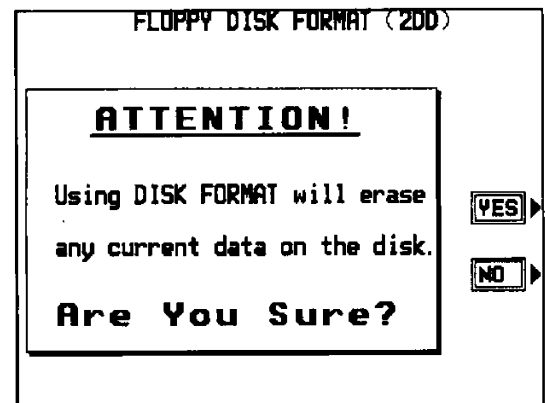 FLOPPY DISK FORMAT (2DD)
ATTENTION!
Using DISK FORMAT will erase
any current data on the disk.
Are You Sure?
YES
NO